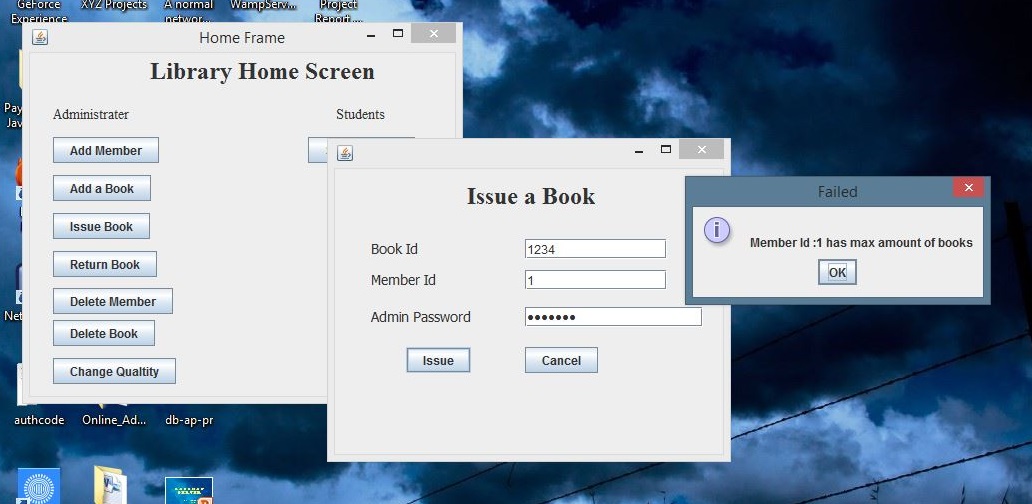 GeForce
Experience
XYZ Projects
A normal
networ...
WampServ...
Project
Report ...
Home Frame
Library Home Screen
Administrater
Students
Add Member
Add a Book
Issue Book
Return Book
Delete Member
Delete Book
Change Qualtity
Issue a Book
Book Id
1234
Member Id
1
Admin Password
•••••••
Issue
Cancel
Failed
Member Id :1 has max amount of books
OK
Pay
Jav
Net
authcode
Online_Ad...
db-ap-pr